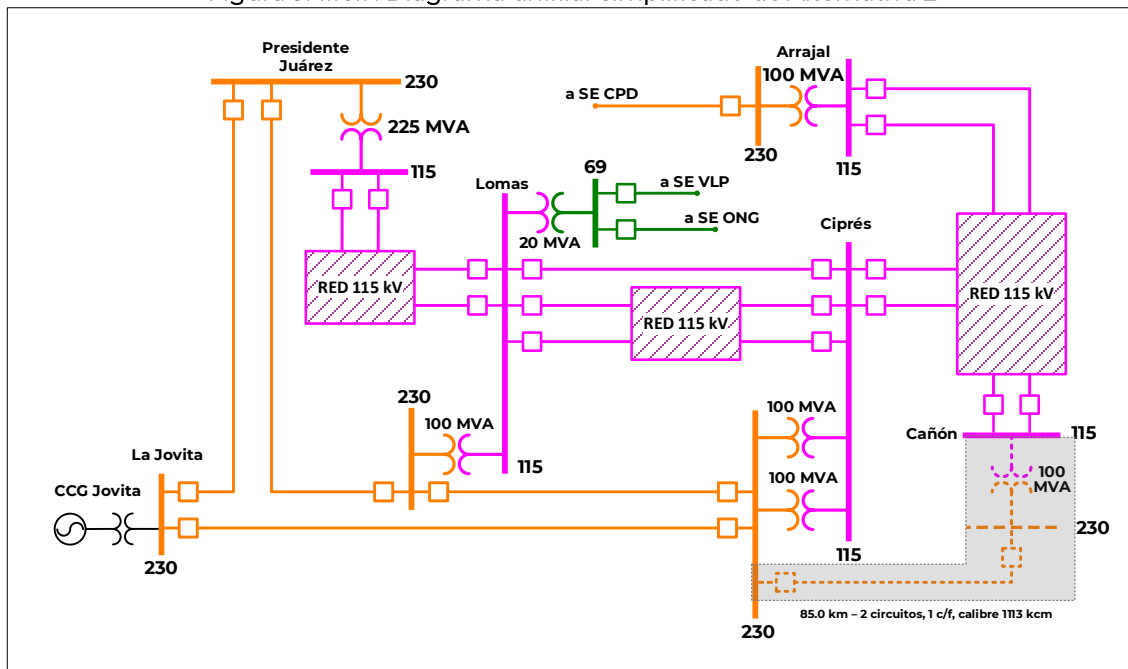 Presidente
Juárez
230
225 MVA
115
Arrajal
100 MVA
a SE CPD
230
115
Lomas
69
a SE VLP
a SE ONG
20 MVA
Ciprés
RED 115 kV
RED 115 kV
RED 115 kV
230
100 MVA
115
100 MVA
100 MVA
115
Cañón
115
100
MVA
230
La Jovita
CCG Jovita
230
230
85.0 km – 2 circuitos, 1 c/f, calibre 1113 kcm